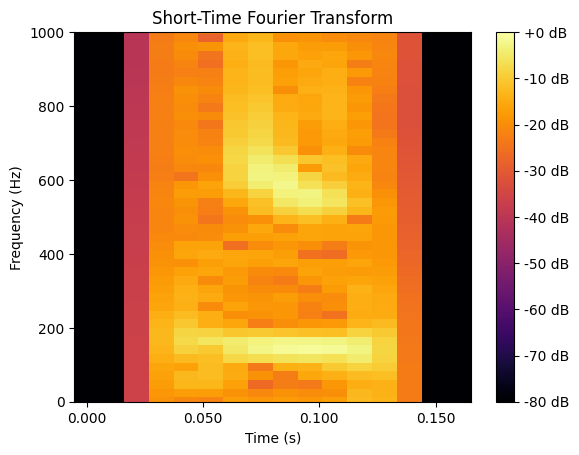 Short-Time Fourier Transform
1000
800
600
400
200
0
Frequency (Hz)
0.000
0.050
0.100
0.150
Time (s)
+0 dB
-10 dB
-20 dB
-30 dB
-40 dB
-50 dB
-60 dB
-70 dB
-80 dB